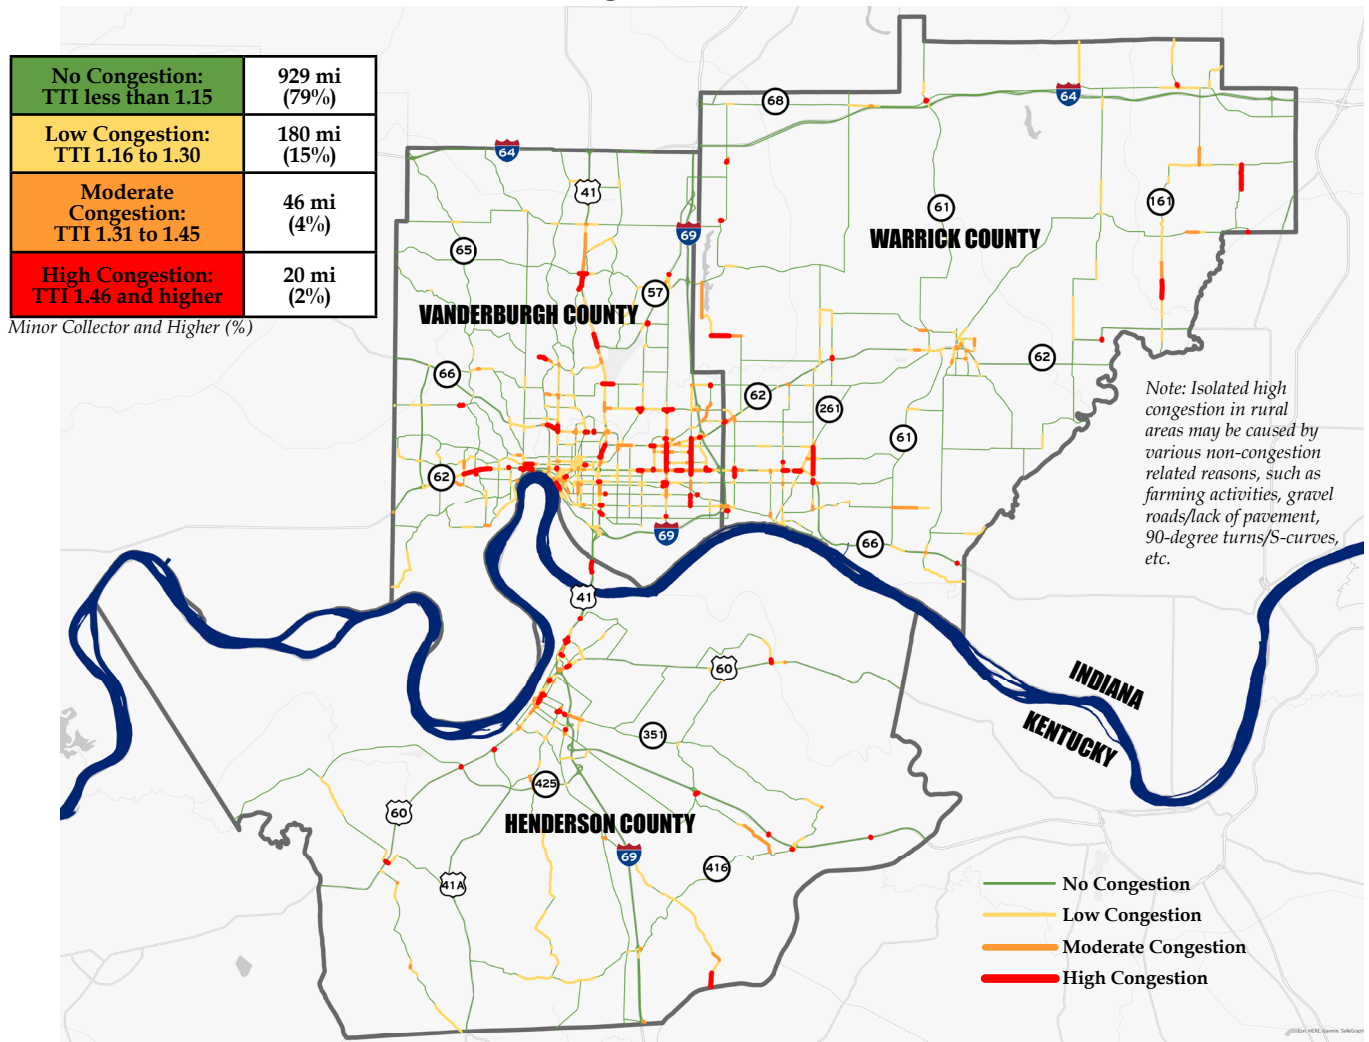 No Congestion:
TTI less than 1.15
929 mi
(79%)
Low Congestion:
TTI 1.16 to 1.30
180 mi
(15%)
Moderate
Congestion:
TTI 1.31 to 1.45
46 mi
(4%)
High Congestion:
TTI 1.46 and higher
20 mi
(2%)
Minor Collector and Higher (%)
68
64
64
41
61
161
69
65
WARRICK COUNTY
57
VANDERBURGH COUNTY
62
66
62
261
61
62
69
66
41
Note: Isolated high
congestion in rural
areas may be caused by
various non-congestion
related reasons, such as
farming activities, gravel
roads/lack of pavement,
90-degree turns/S-curves,
etc.
60
INDIANA
KENTUCKY
351
425
60
HENDERSON COUNTY
69
416
41A
No Congestion
Low Congestion
Moderate Congestion
High Congestion